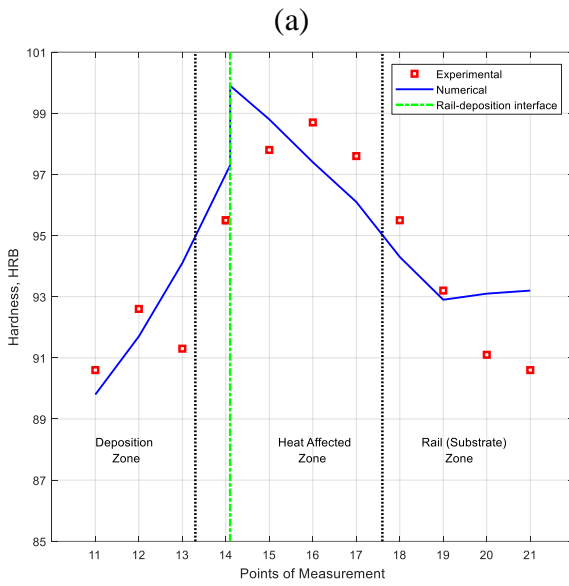 (a)
101
99
97
95
93
91
89
87
85
Hardness, HRB
Experimental
Numerical
Rail-deposition interface
Deposition
Zone
Heat Affected
Zone
Rail (Substrate)
Zone
11 12 13 14 15 16 17 18 19 20 21
Points of Measurement